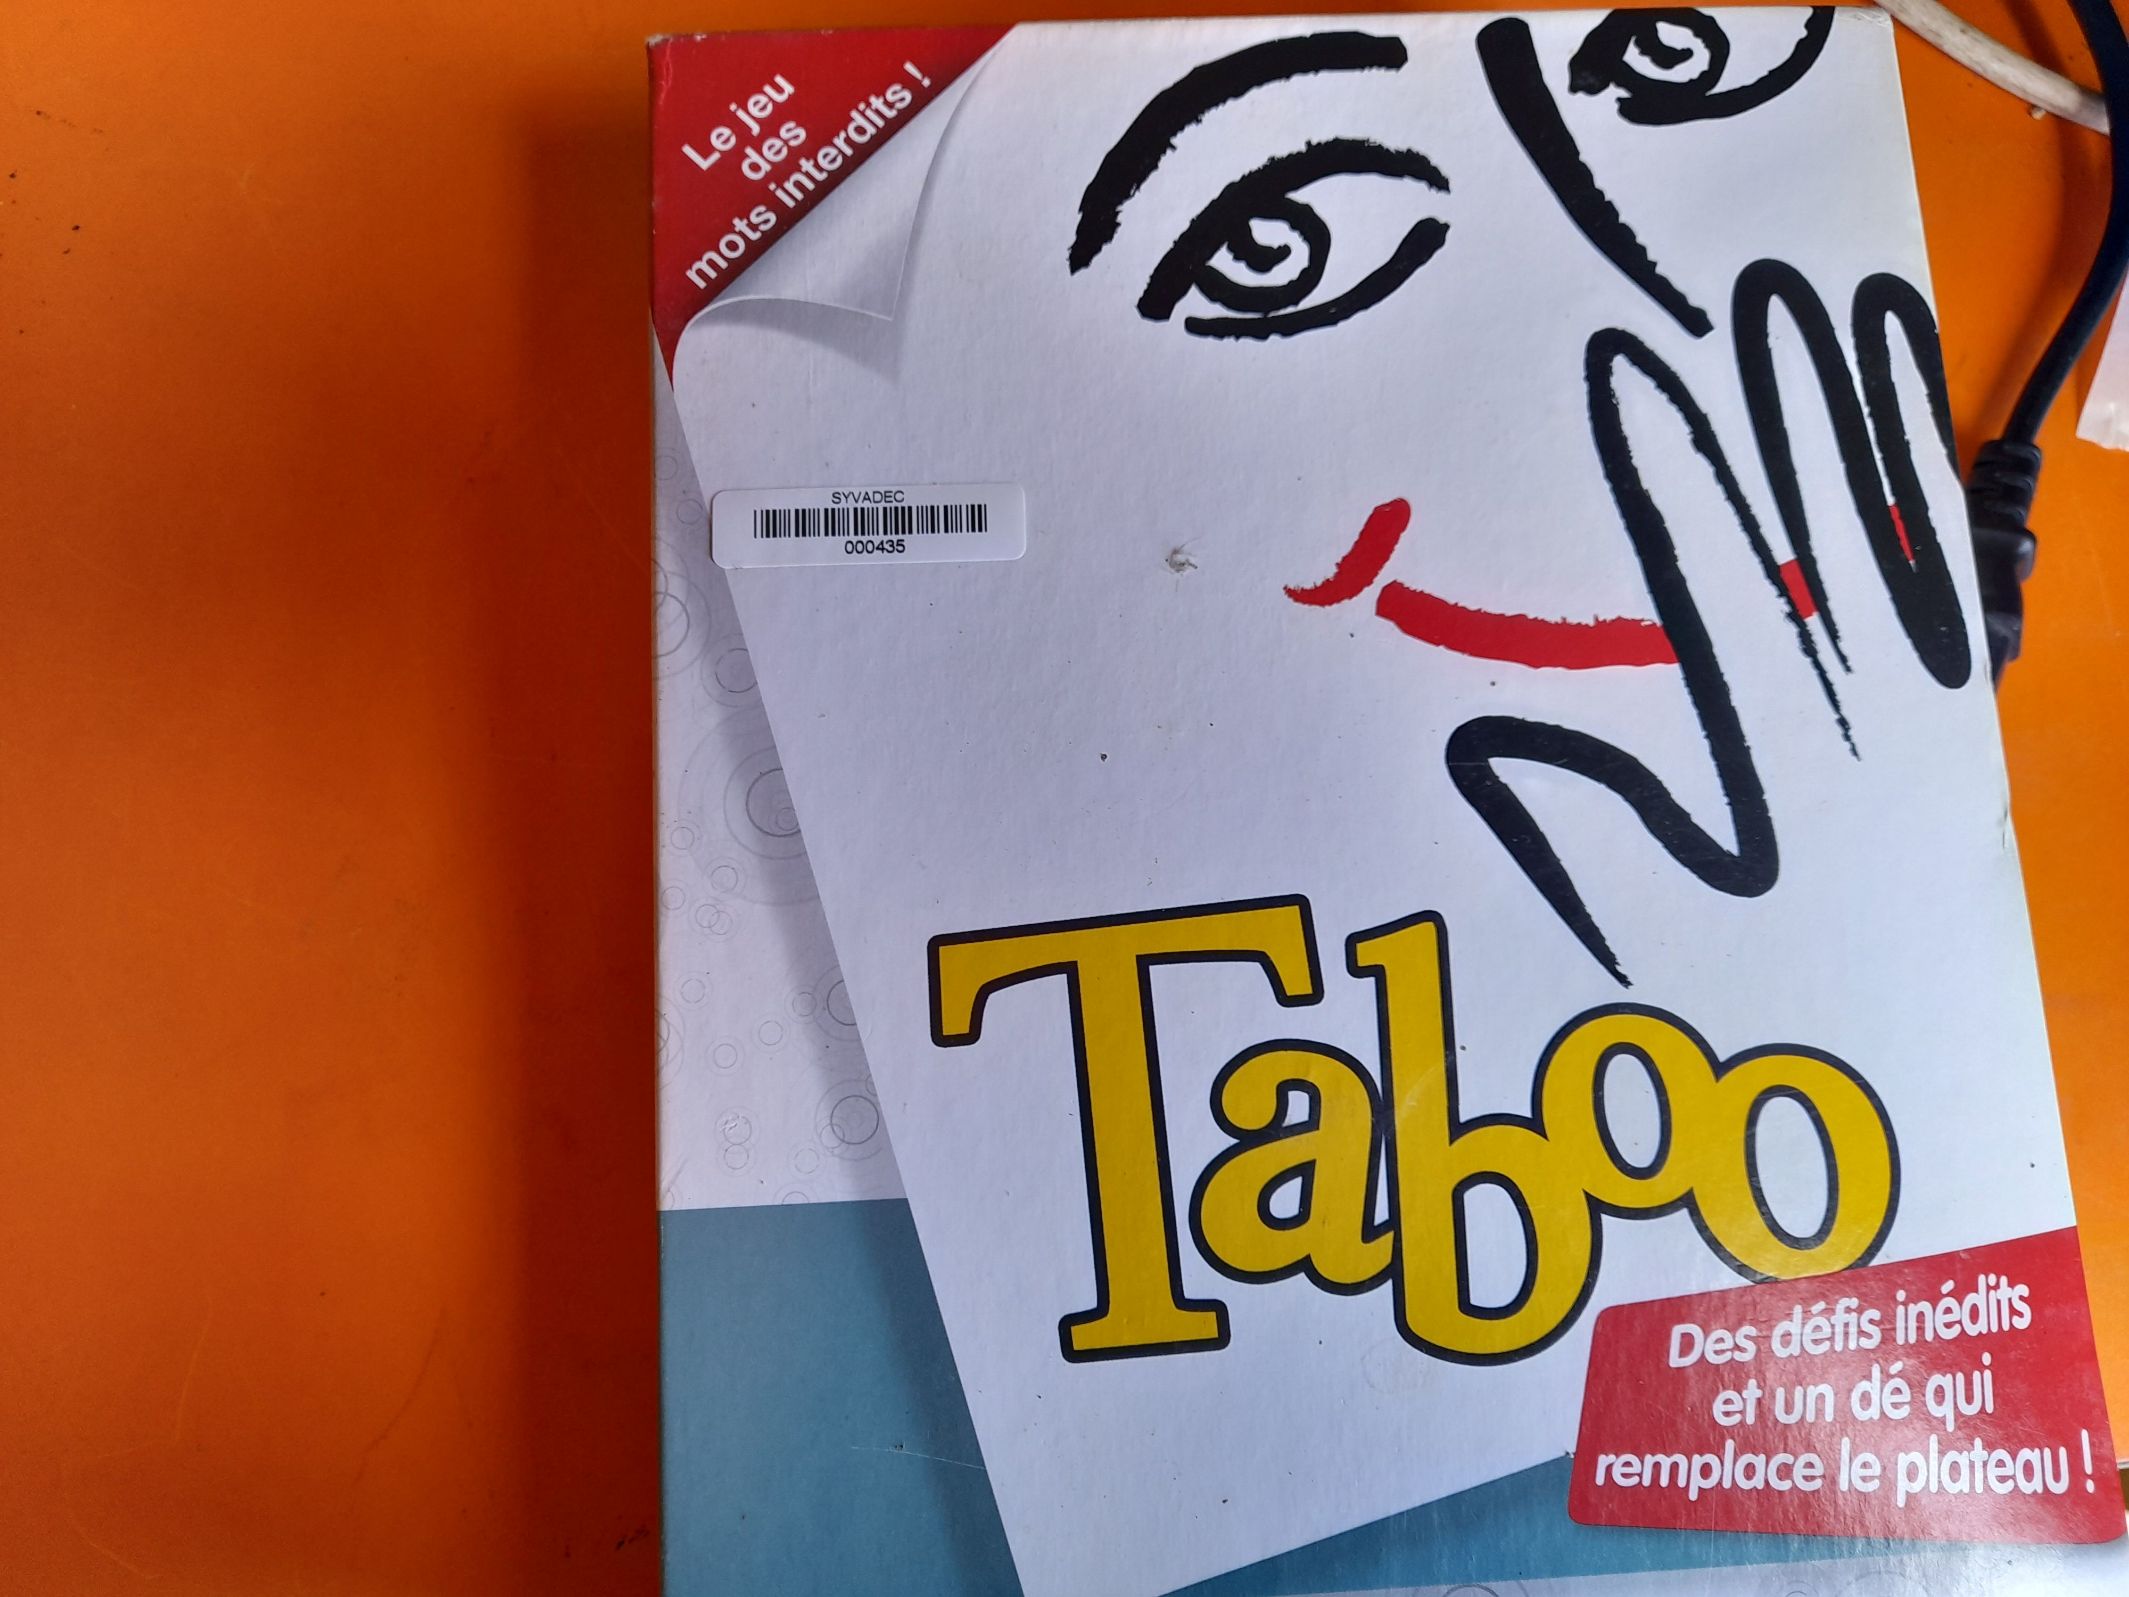 Le jeu
des
mots interdits !
SYVADEC
000435
Taboo
Des défis inédits
et un dé qui
remplace le plateau !